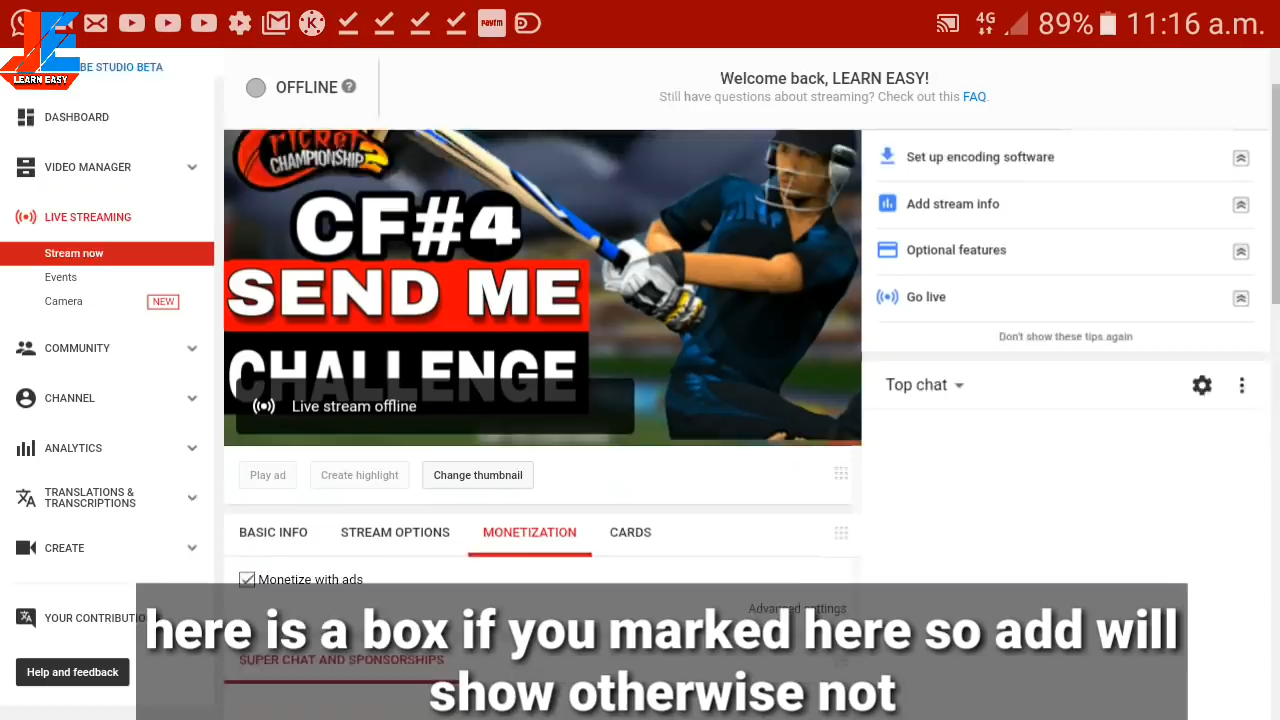 paytm
4G 89% 11:16 a.m.
LEARN EASY
BE STUDIO BETA
OFFLINE ?
Welcome back, LEARN EASY!
Still have questions about streaming? Check out this FAQ.
DASHBOARD
VIDEO MANAGER
LIVE STREAMING
Stream now
Events
Camera NEW
COMMUNITY
CHANNEL
ANALYTICS
TRANSLATIONS &
TRANSCRIPTIONS
CREATE
YOUR CONTRIBUTIO
Help and feedback
CRICKET
CHAMPIONSHIP 2
CF#4
SEND ME
CHALLENGE
Live stream offline
Play ad Create highlight Change thumbnail
BASIC INFO STREAM OPTIONS MONETIZATION CARDS
Monetize with ads
Advanced settings
SUPER CHAT AND SPONSORSHIPS
Set up encoding software
Add stream info
Optional features
Go live
Don't show these tips again
Top chat
here is a box if you marked here so add will
show otherwise not